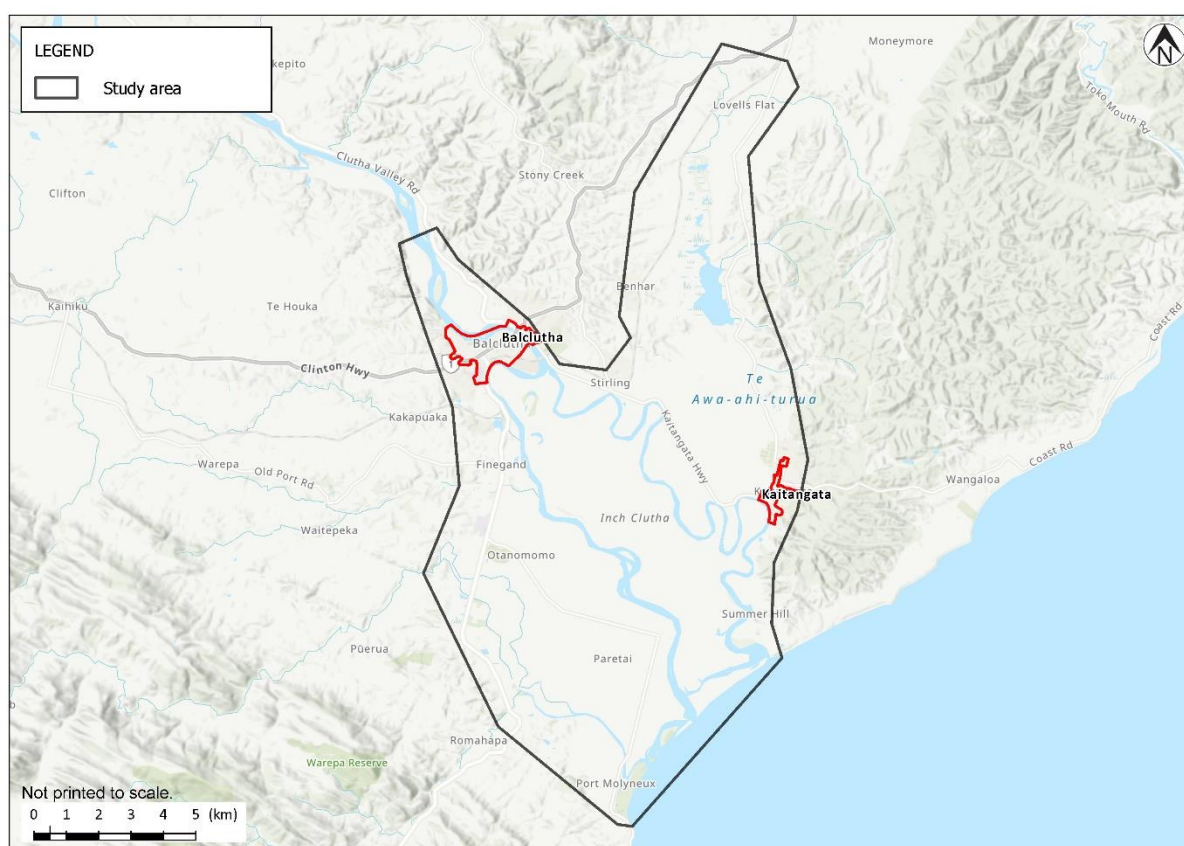 LEGEND
Study area
N
Moneymore
Lovells Flat
Toko Mouth Rd
Clutha Valley Rd
Stony Creek
Clifton
Benhar
Te Houka
Kaihiku
Coast Rd
Balclutha
1
Clinton Hwy
Stirling
Te
Awa-ahi-turua
Kakapuaka
Kaitangata Hwy
Coast Rd
Warepa
Old Port Rd
Finegand
Wangaloa
Kaitangata
Inch Clutha
Waitepeka
Otanomomo
Summer Hill
Pūerua
Paretai
Romahapa
Warepa Reserve
Port Molyneux
Not printed to scale.
0 1 2 3 4 5 (km)